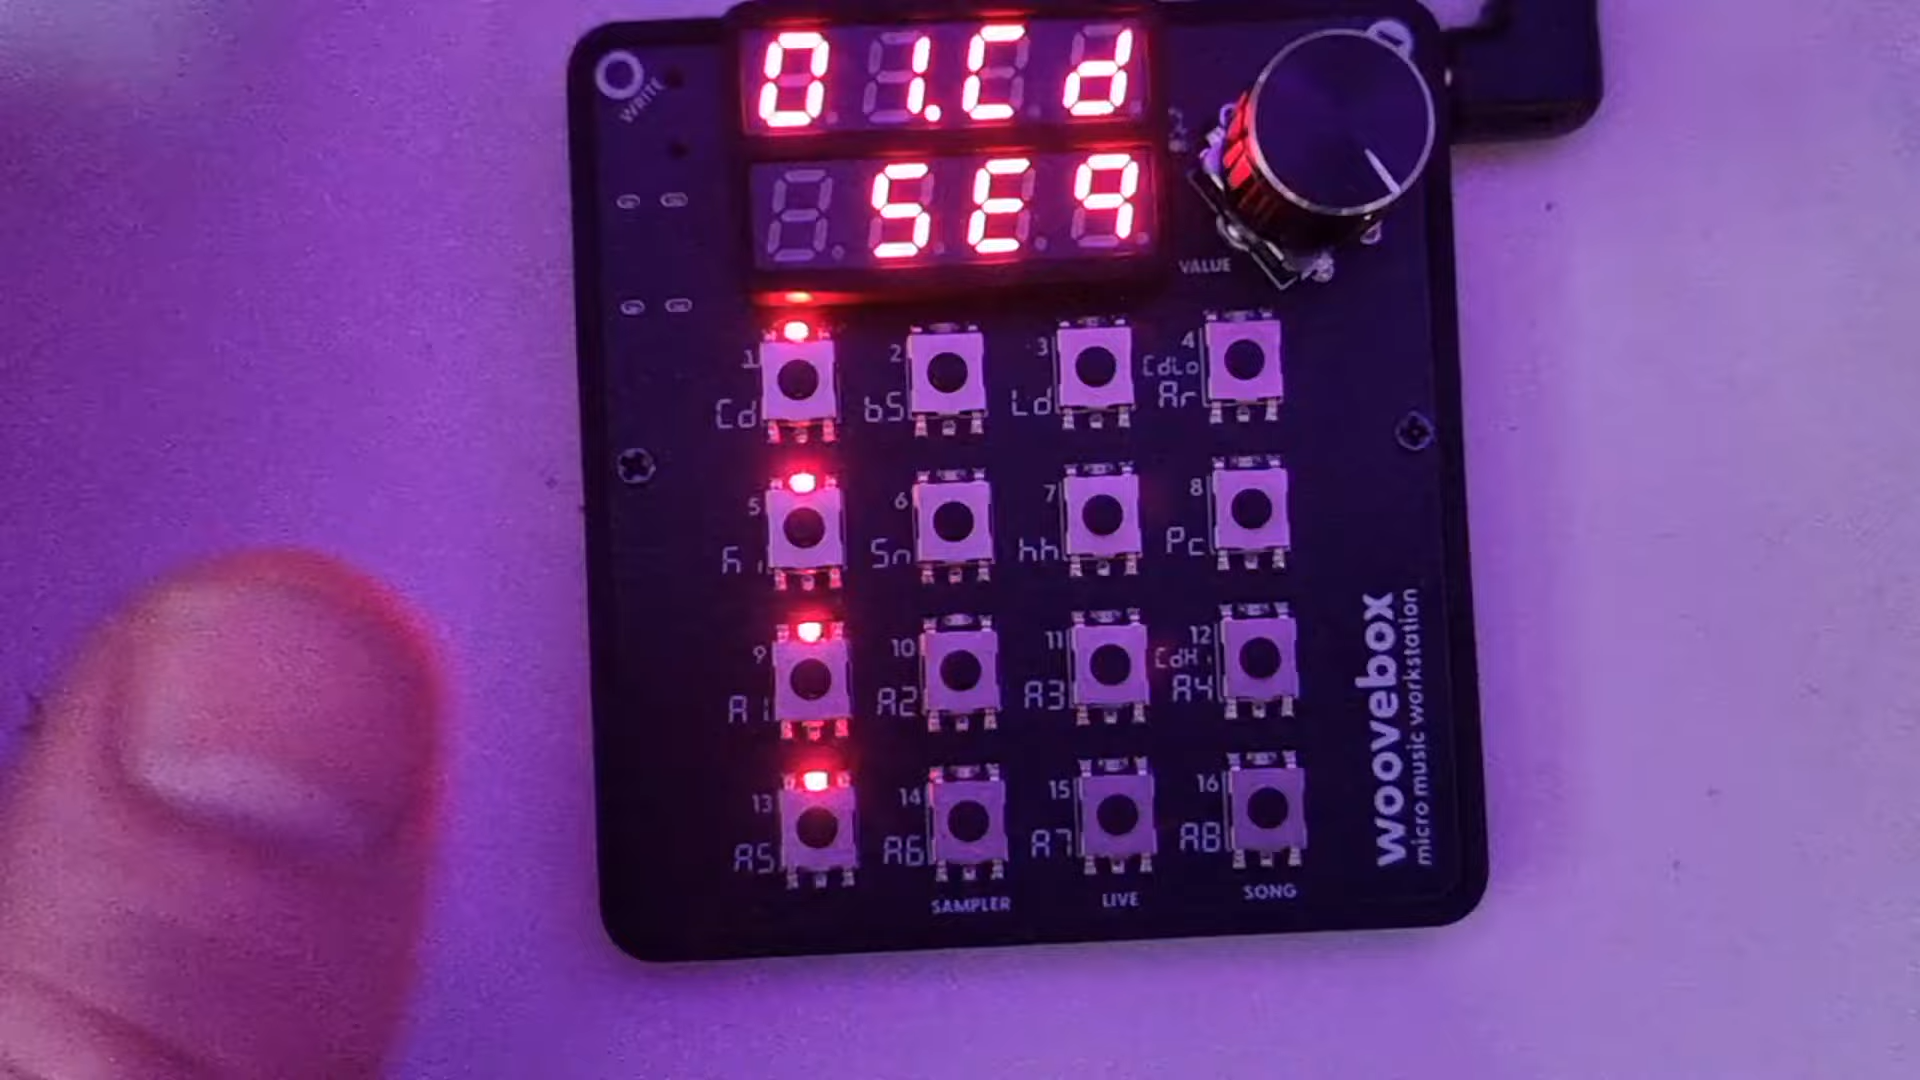 WRITE
01.Cd
SEq
VALUE
1 2 3 4
CdLo
Cd bS Ld Ar
5 6 7 8
Sn hh Pc
9 10 11 12
CdHi
A1 A2 A3 A4
13 14 15 16
A5 A6 A7 A8
SAMPLER LIVE SONG
woovebox
micro music workstation